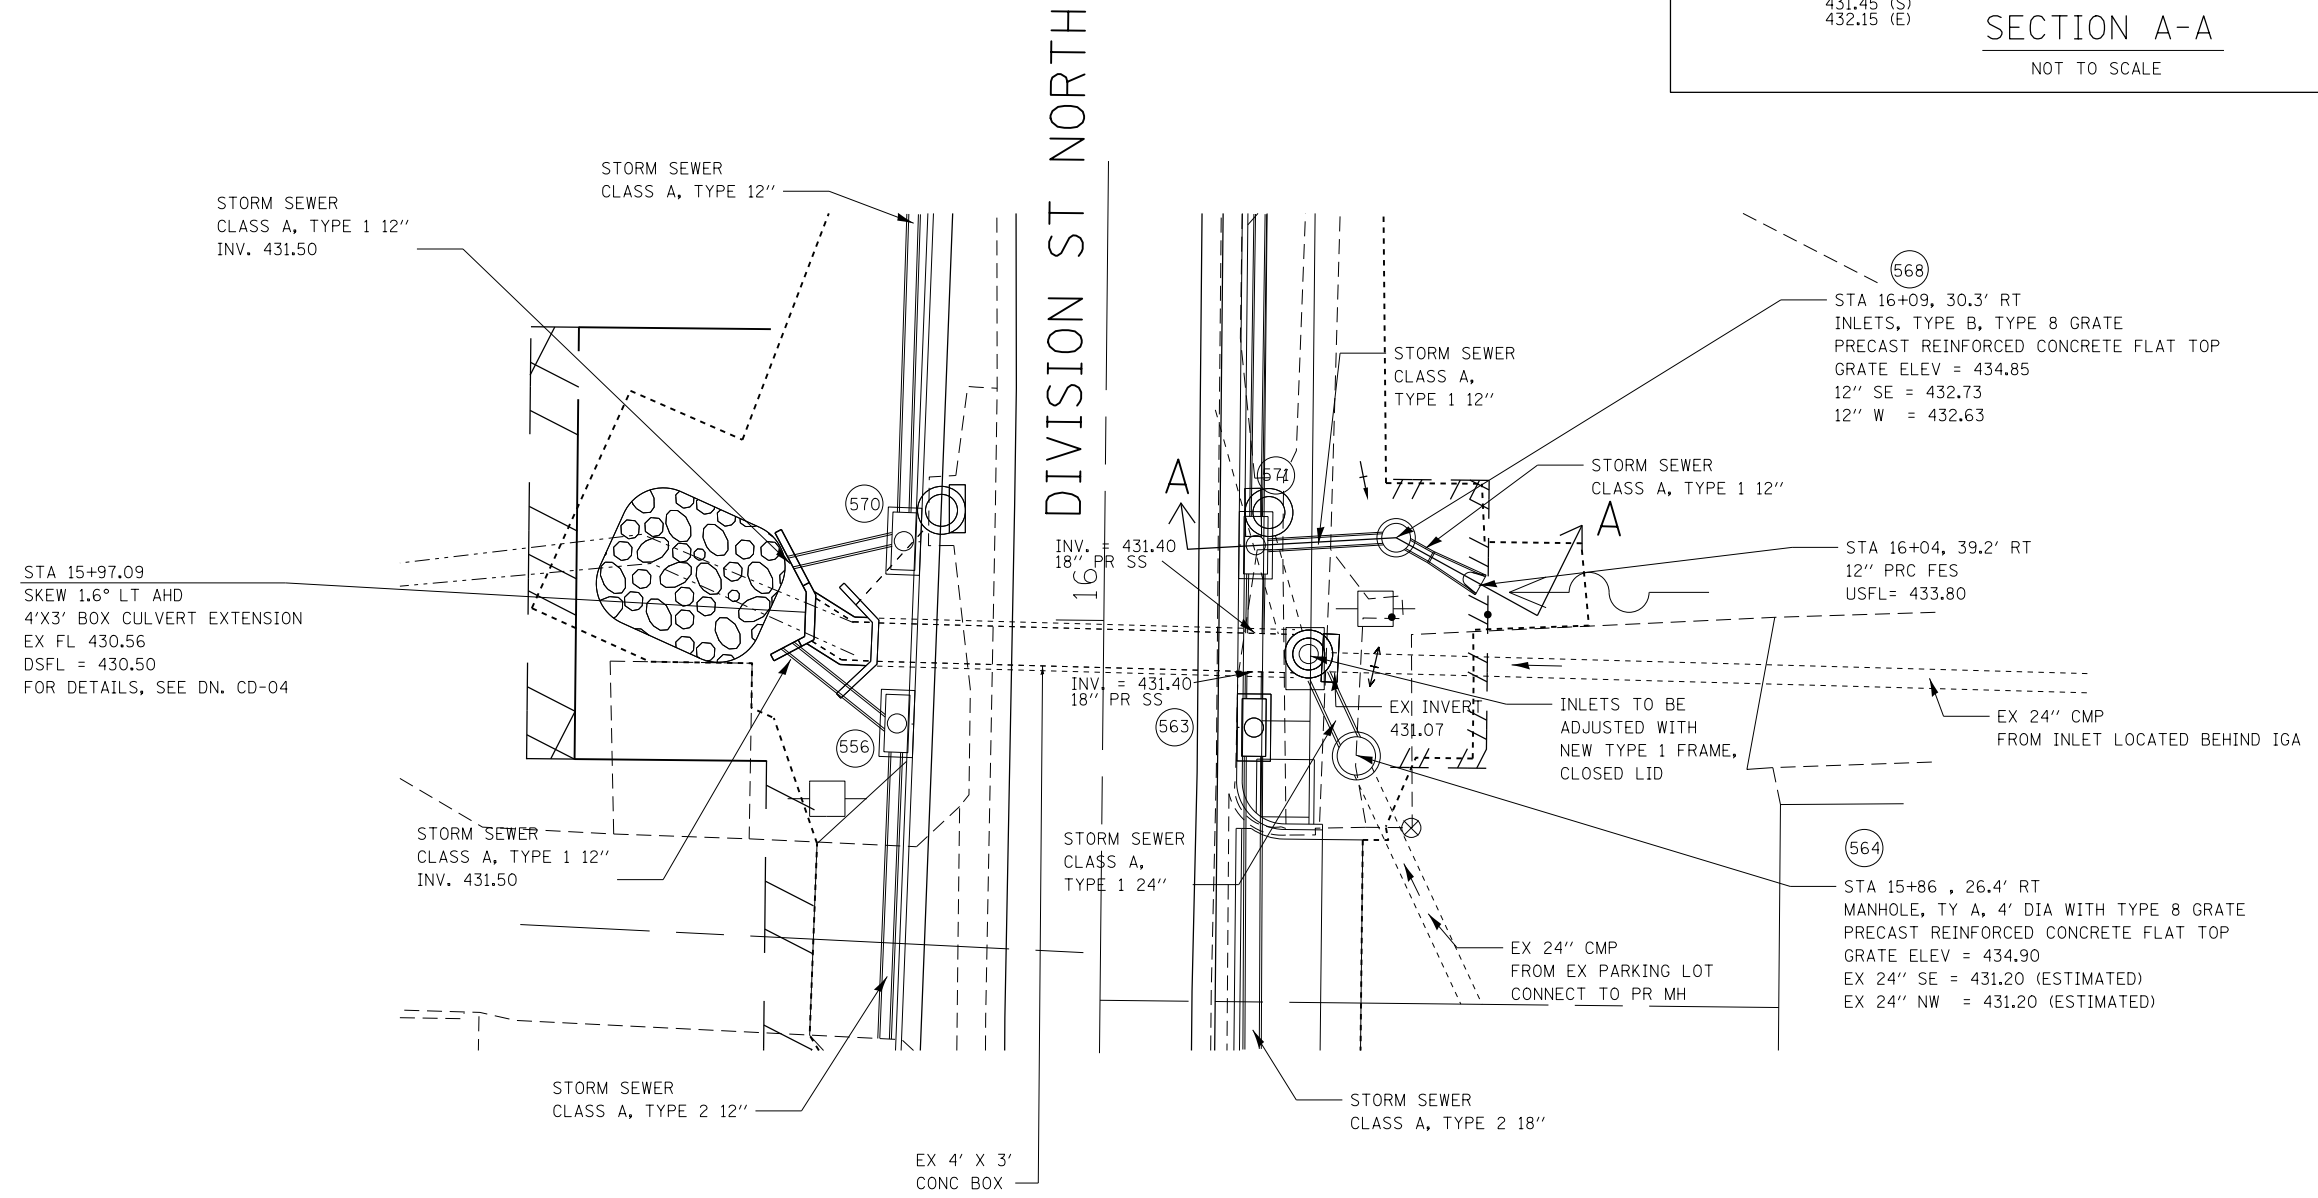 431.45 (S)
432.15 (E)
SECTION A-A
NOT TO SCALE
DIVISION ST NORTH
STORM SEWER
CLASS A, TYPE 12''
STORM SEWER
CLASS A, TYPE 1 12''
INV. 431.50
568
STA 16+09, 30.3' RT
INLETS, TYPE B, TYPE 8 GRATE
PRECAST REINFORCED CONCRETE FLAT TOP
GRATE ELEV = 434.85
12'' SE = 432.73
12'' W = 432.63
STORM SEWER
CLASS A,
TYPE 1 12''
STORM SEWER
CLASS A, TYPE 1 12''
A
A
570
571
INV. = 431.40
18'' PR SS
16
STA 16+04, 39.2' RT
12'' PRC FES
USFL= 433.80
STA 15+97.09
SKEW 1.6° LT AHD
4'X3' BOX CULVERT EXTENSION
EX FL 430.56
DSFL = 430.50
FOR DETAILS, SEE DN. CD-04
INV. = 431.40
18'' PR SS
563
556
EX INVERT
431.07
INLETS TO BE
ADJUSTED WITH
NEW TYPE 1 FRAME,
CLOSED LID
EX 24'' CMP
FROM INLET LOCATED BEHIND IGA
STORM SEWER
CLASS A, TYPE 1 12''
INV. 431.50
STORM SEWER
CLASS A,
TYPE 1 24''
564
STA 15+86 , 26.4' RT
MANHOLE, TY A, 4' DIA WITH TYPE 8 GRATE
PRECAST REINFORCED CONCRETE FLAT TOP
GRATE ELEV = 434.90
EX 24'' SE = 431.20 (ESTIMATED)
EX 24'' NW = 431.20 (ESTIMATED)
EX 24'' CMP
FROM EX PARKING LOT
CONNECT TO PR MH
STORM SEWER
CLASS A, TYPE 2 12''
STORM SEWER
CLASS A, TYPE 2 18''
EX 4' X 3'
CONC BOX